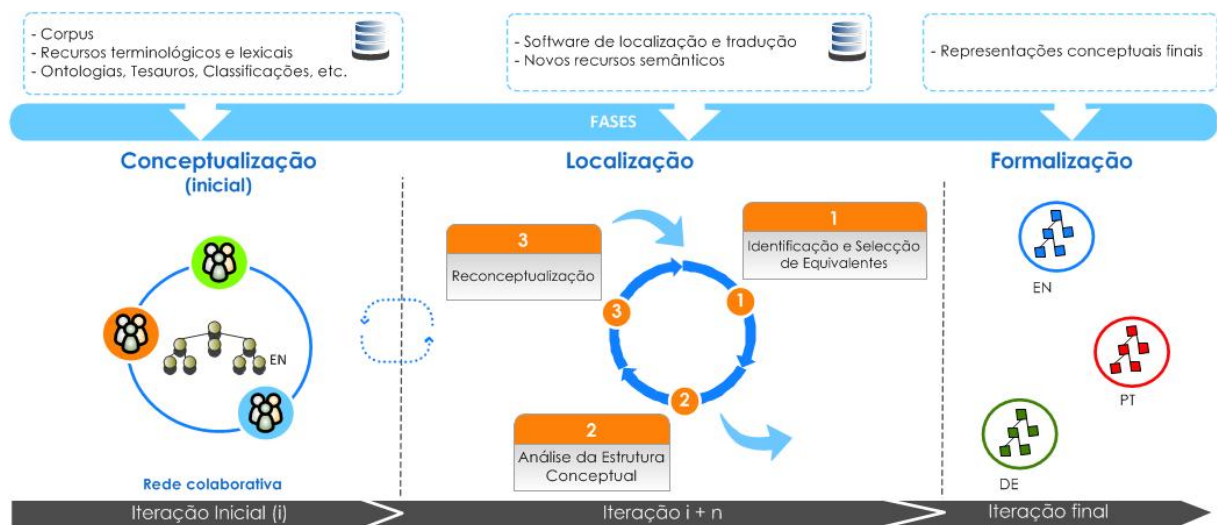 - Corpus
- Recursos terminológicos e lexicais
- Ontologias, Tesauros, Classificações, etc.
- Software de localização e tradução
- Novos recursos semânticos
- Representações conceptuais finais
FASES
Conceptualização
(inicial)
Localização
Formalização
3
Reconceptualização
1
Identificação e Selecção
de Equivalentes
EN
1
3
2
EN
2
Análise da Estrutura
Conceptual
PT
DE
Rede colaborativa
Iteração Inicial (i)
Iteração i + n
Iteração final